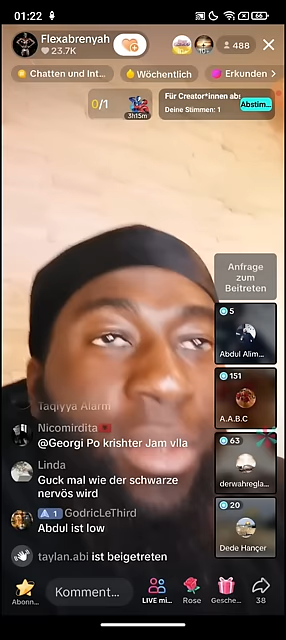 01:22
66
Flexabrenyah
23.7K
10+
488
Chatten und Int...
Wöchentlich
Erkunden
0/1
3h15m
Für Creator*innen ab
Deine Stimmen: 1
Abstim...
Anfrage
zum
Beitreten
5
Abdul Alim...
151
A.A.B.C
63
derwahregla...
20
Dede Hançer
Taqiyya Alarm
Nicomirdita
@Georgi Po krishter Jam vlla
Linda
Guck mal wie der schwarze
nervös wird
1 GodricLeThird
Abdul ist low
taylan.abi ist beigetreten
Abonn...
Komment...
LIVE mi...
Rose
Gesche...
38